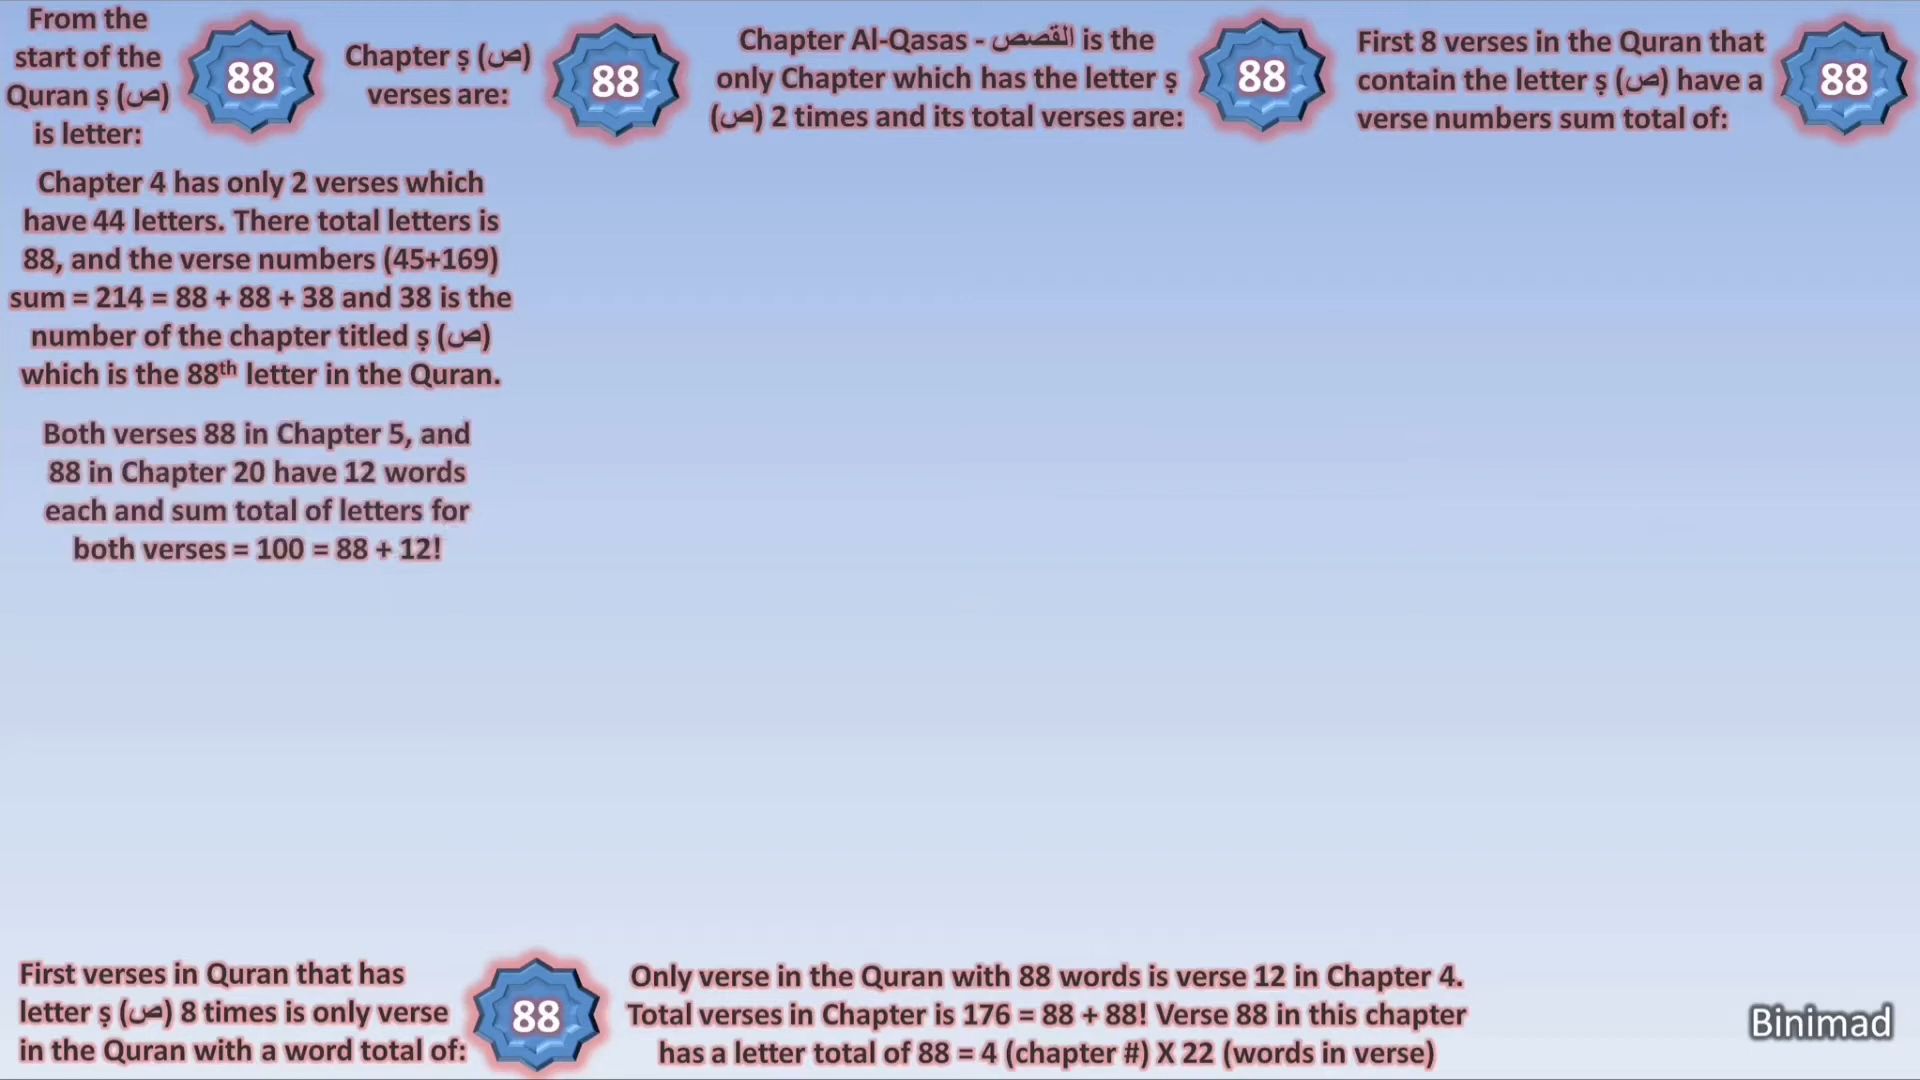 From the
start of the
Quran ṣ (ص)
is letter:
88
Chapter ṣ (ص)
verses are:
88
Chapter Al-Qasas - القصص is the
only Chapter which has the letter ṣ
(ص) 2 times and its total verses are:
88
First 8 verses in the Quran that
contain the letter ṣ (ص) have a
verse numbers sum total of:
88
Chapter 4 has only 2 verses which
have 44 letters. There total letters is
88, and the verse numbers (45+169)
sum = 214 = 88 + 88 + 38 and 38 is the
number of the chapter titled ṣ (ص)
which is the 88th letter in the Quran.
Both verses 88 in Chapter 5, and
88 in Chapter 20 have 12 words
each and sum total of letters for
both verses = 100 = 88 + 12!
First verses in Quran that has
letter ṣ (ص) 8 times is only verse
in the Quran with a word total of:
88
Only verse in the Quran with 88 words is verse 12 in Chapter 4.
Total verses in Chapter is 176 = 88 + 88! Verse 88 in this chapter
has a letter total of 88 = 4 (chapter #) X 22 (words in verse)
Binimad